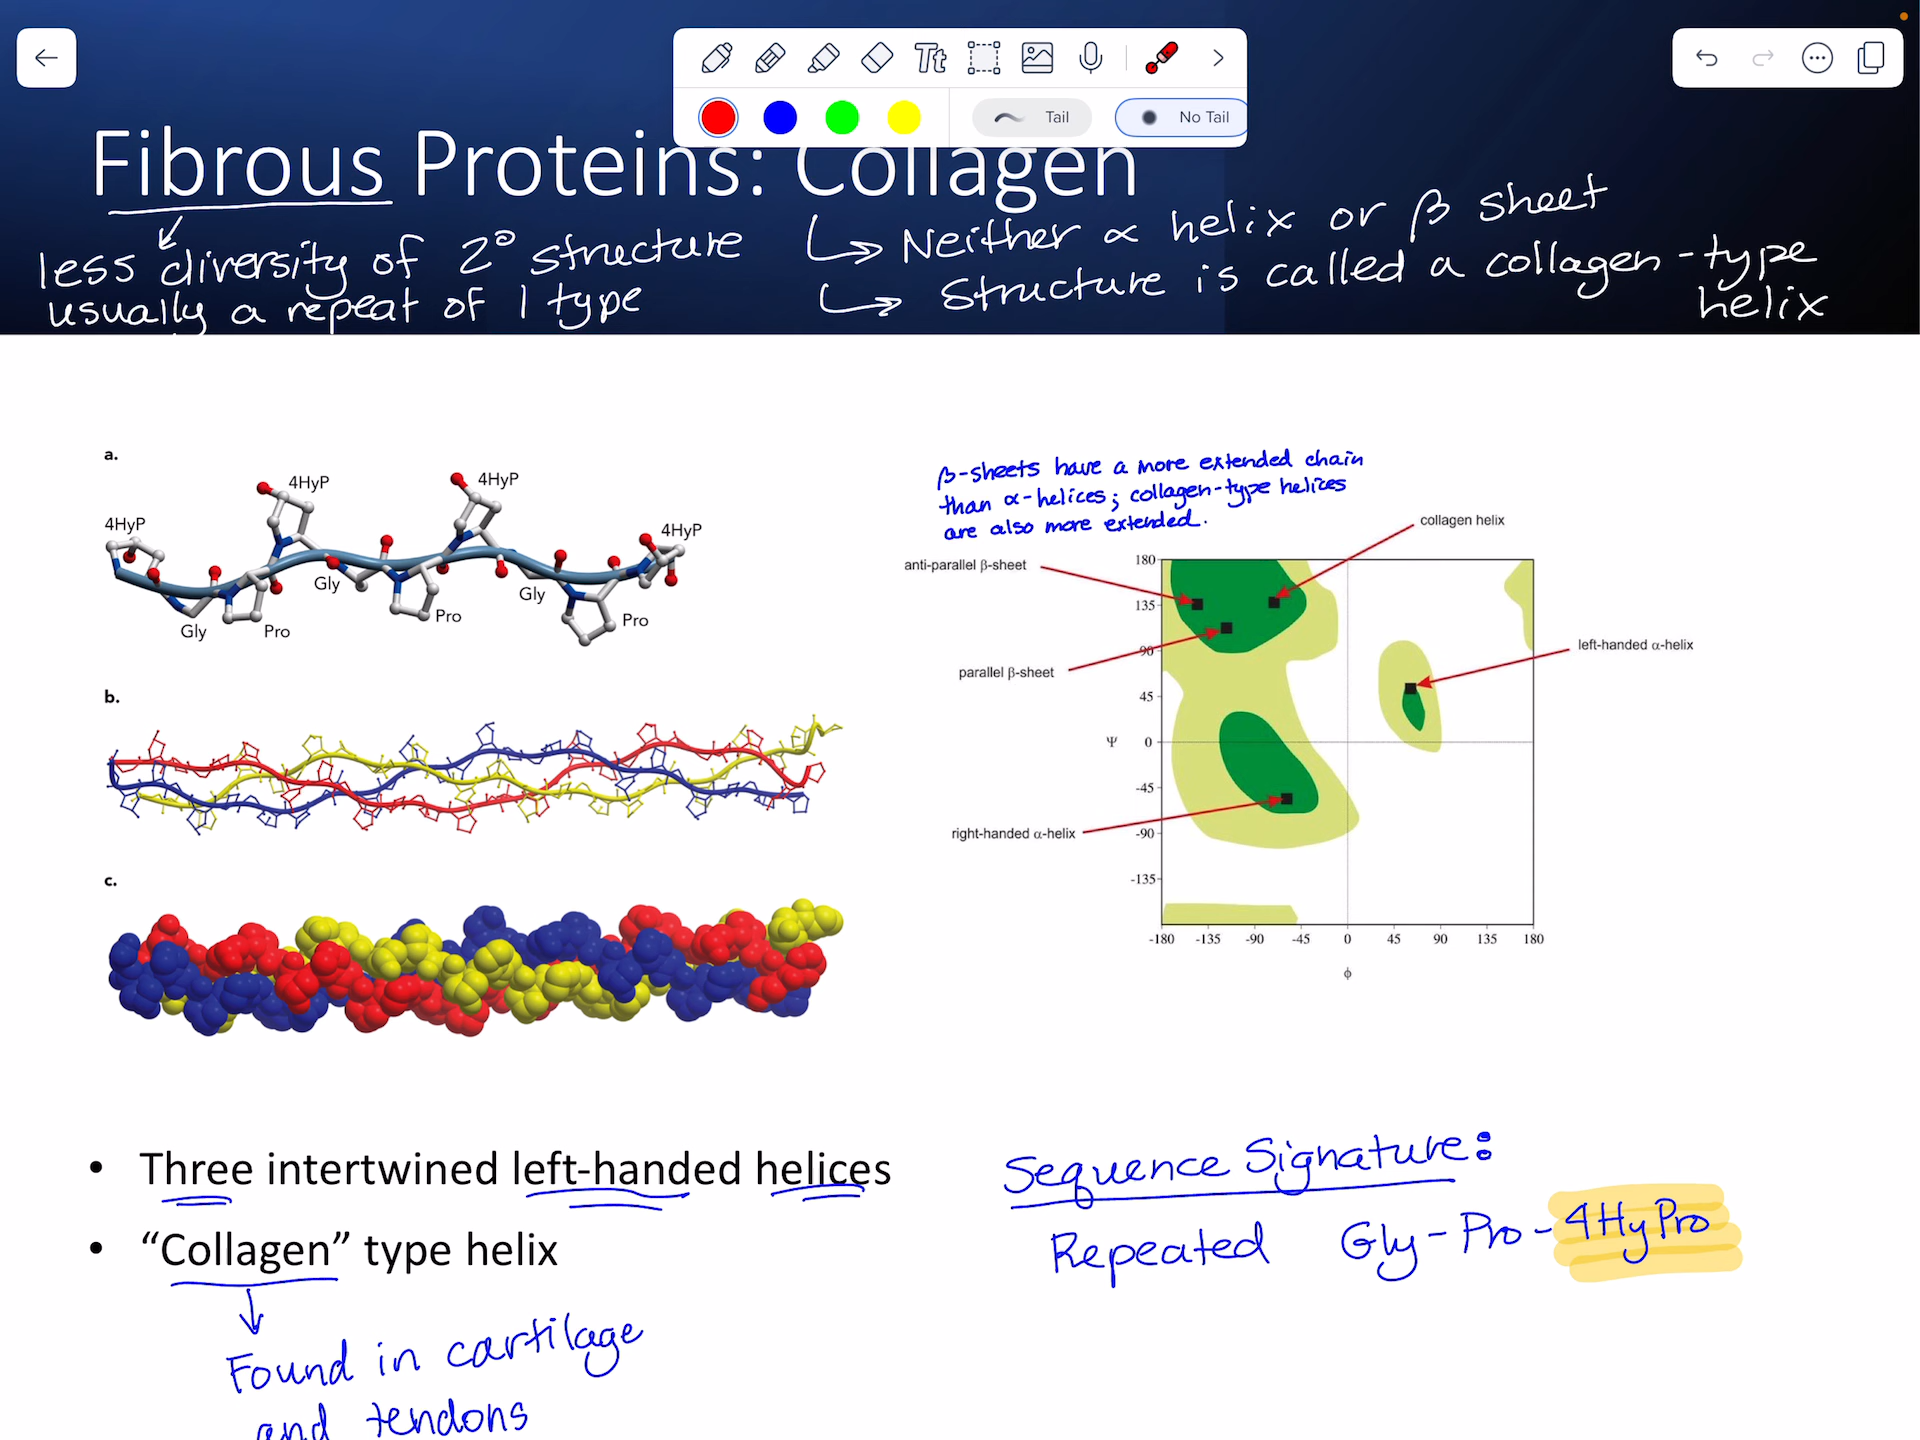 Tt
Tail
No Tail
Fibrous Proteins: Collagen
less diversity of 2° structure
usually a repeat of 1 type
Neither ∝ helix or β sheet
Structure is called a collagen-type
helix
a.
4HyP
4HyP
4HyP
4HyP
Gly
Gly
Gly
Pro
Pro
Pro
b.
c.
β-sheets have a more extended chain
than ∝-helices; collagen-type helices
are also more extended.
collagen helix
anti-parallel β-sheet
parallel β-sheet
left-handed α-helix
right-handed α-helix
180
135
90
45
Ψ 0
-45
-90
-135
-180 -135 -90 -45 0 45 90 135 180
ϕ
• Three intertwined left-handed helices
• “Collagen” type helix
Found in cartilage
and tendons
Sequence Signature:
Repeated Gly-Pro-4HyPro